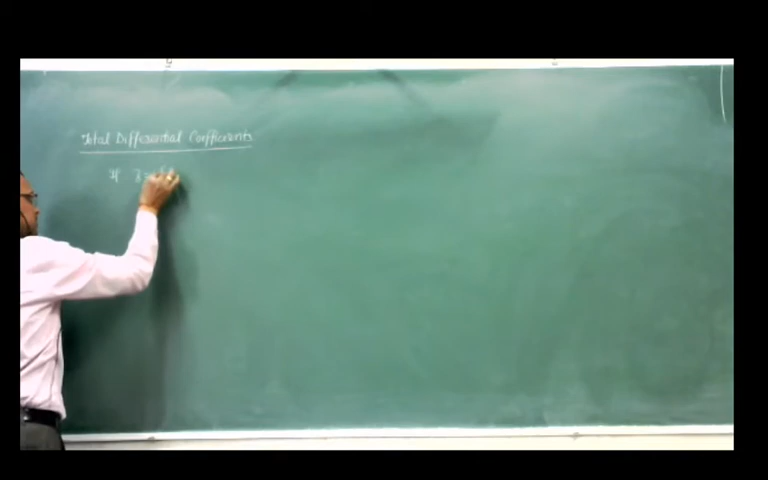 Total Differential Coefficients
If z =